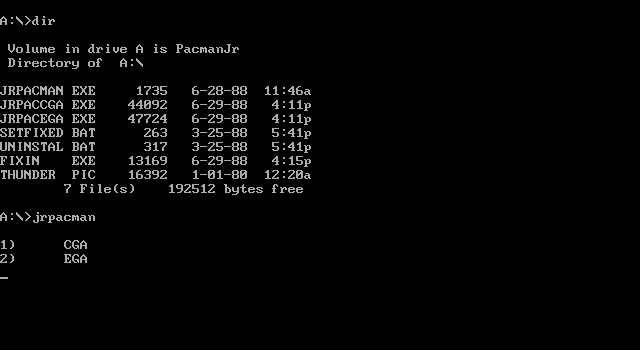 A:\>dir
Volume in drive A is PacmanJr
Directory of  A:\
JRPACMAN EXE     1735   6-28-88  11:46a
JRPACCGA EXE    44092   6-29-88   4:11p
JRPACEGA EXE    47724   6-29-88   4:11p
SETFIXED BAT      263   3-25-88   5:41p
UNINSTAL BAT      317   3-25-88   5:41p
FIXIN    EXE    13169   6-29-88   4:15p
THUNDER  PIC    16392   1-01-80  12:20a
7 File(s)    192512 bytes free
A:\>jrpacman
1)      CGA
2)      EGA